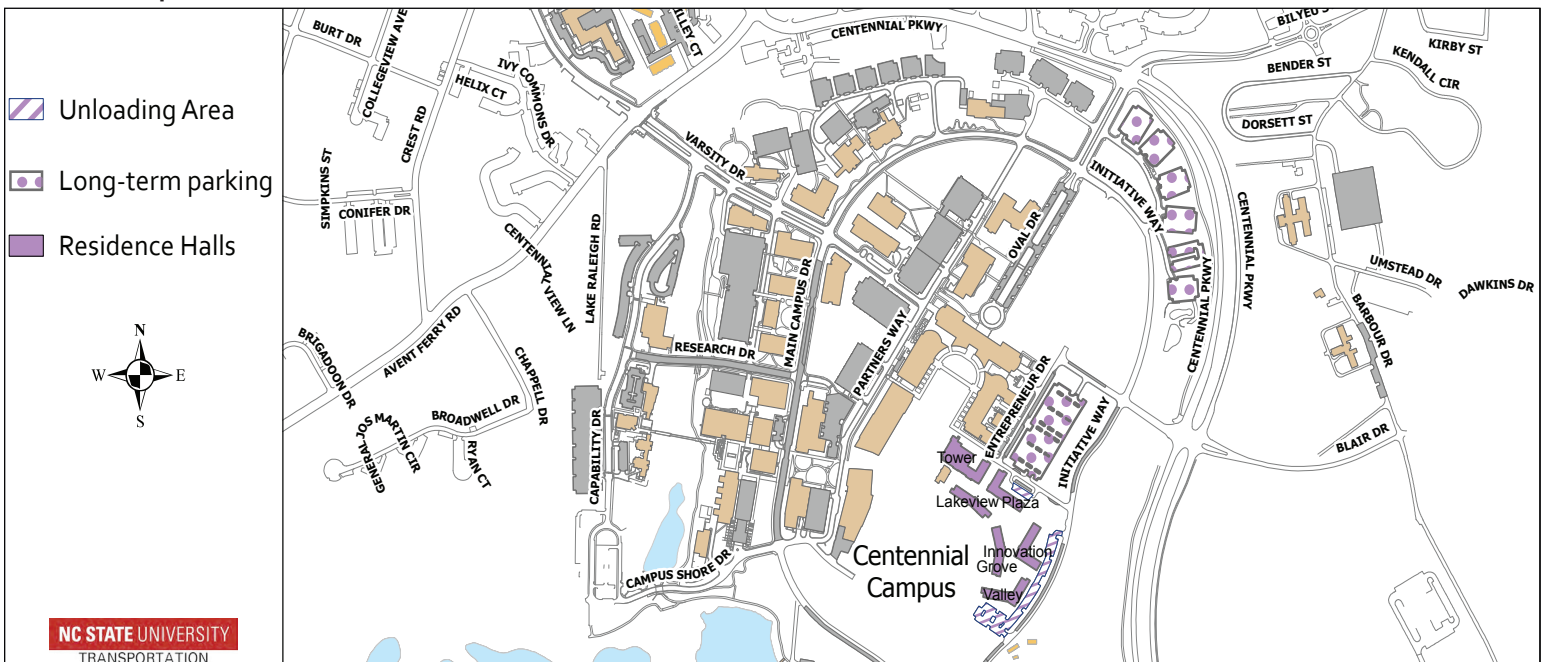 Unloading Area
Long-term parking
Residence Halls
N
W
E
S
NC STATE UNIVERSITY
TRANSPORTATION
BURT DR
COLLEGEVIEW AVE
HELIX CT
IVY COMMONS DR
CREST RD
SIMPKINS ST
CONIFER DR
CENTENNIAL PKWY
VARSITY DR
KIRBY ST
BENDER ST
KENDALL CIR
DORSETT ST
INITIATIVE WAY
CENTENNIAL PKWY
OVAL DR
CENTENNIAL VIEW LN
LAKE RALEIGH RD
MAIN CAMPUS DR
UMSTEAD DR
DAWKINS DR
BARBOUR DR
CENTENNIAL PKWY
AVENT FERRY RD
BRIGADOON DR
RESEARCH DR
PARTNERS WAY
CHAPPELL DR
BROADWELL DR
GENERAL JOS
MARTIN CIR
RYAN CT
CAPABILITY DR
ENTREPRENEUR DR
INITIATIVE WAY
BLAIR DR
Tower
Lakeview
Plaza
Innovation
Grove
Valley
Centennial
Campus
CAMPUS SHORE DR